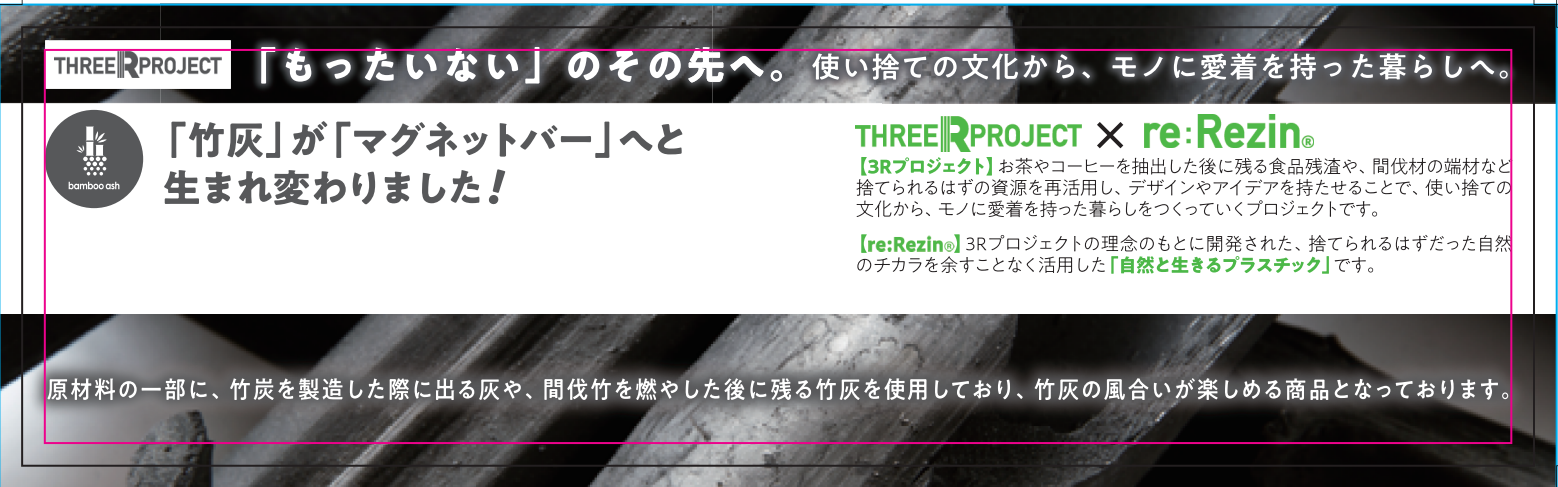 THREE R PROJECT 「もったいない」のその先へ。 使い捨ての文化から、モノに愛着を持った暮らしへ。
bamboo ash
「竹灰」が「マグネットバー」へと
生まれ変わりました!
THREE R PROJECT × re:Rezin®
【3Rプロジェクト】お茶やコーヒーを抽出した後に残る食品残渣や、間伐材の端材など
捨てられるはずの資源を再活用し、デザインやアイデアを持たせることで、使い捨ての
文化から、モノに愛着を持った暮らしをつくっていくプロジェクトです。
【re:Rezin®】3Rプロジェクトの理念のもとに開発された、捨てられるはずだった自然
のチカラを余すことなく活用した「自然と生きるプラスチック」です。
原材料の一部に、竹炭を製造した際に出る灰や、間伐竹を燃やした後に残る竹灰を使用しており、竹灰の風合いが楽しめる商品となっております。